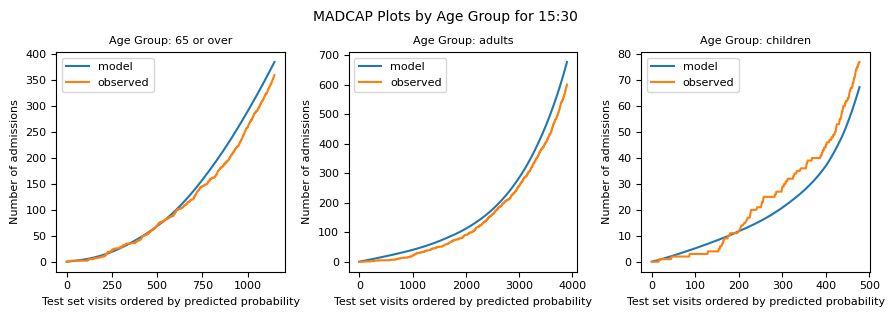 MADCAP Plots by Age Group for 15:30
Age Group: 65 or over
model
observed
Number of admissions
400
350
300
250
200
150
100
50
0
0 250 500 750 1000
Test set visits ordered by predicted probability
Age Group: adults
model
observed
Number of admissions
700
600
500
400
300
200
100
0
0 1000 2000 3000 4000
Test set visits ordered by predicted probability
Age Group: children
model
observed
Number of admissions
80
70
60
50
40
30
20
10
0
0 100 200 300 400 500
Test set visits ordered by predicted probability